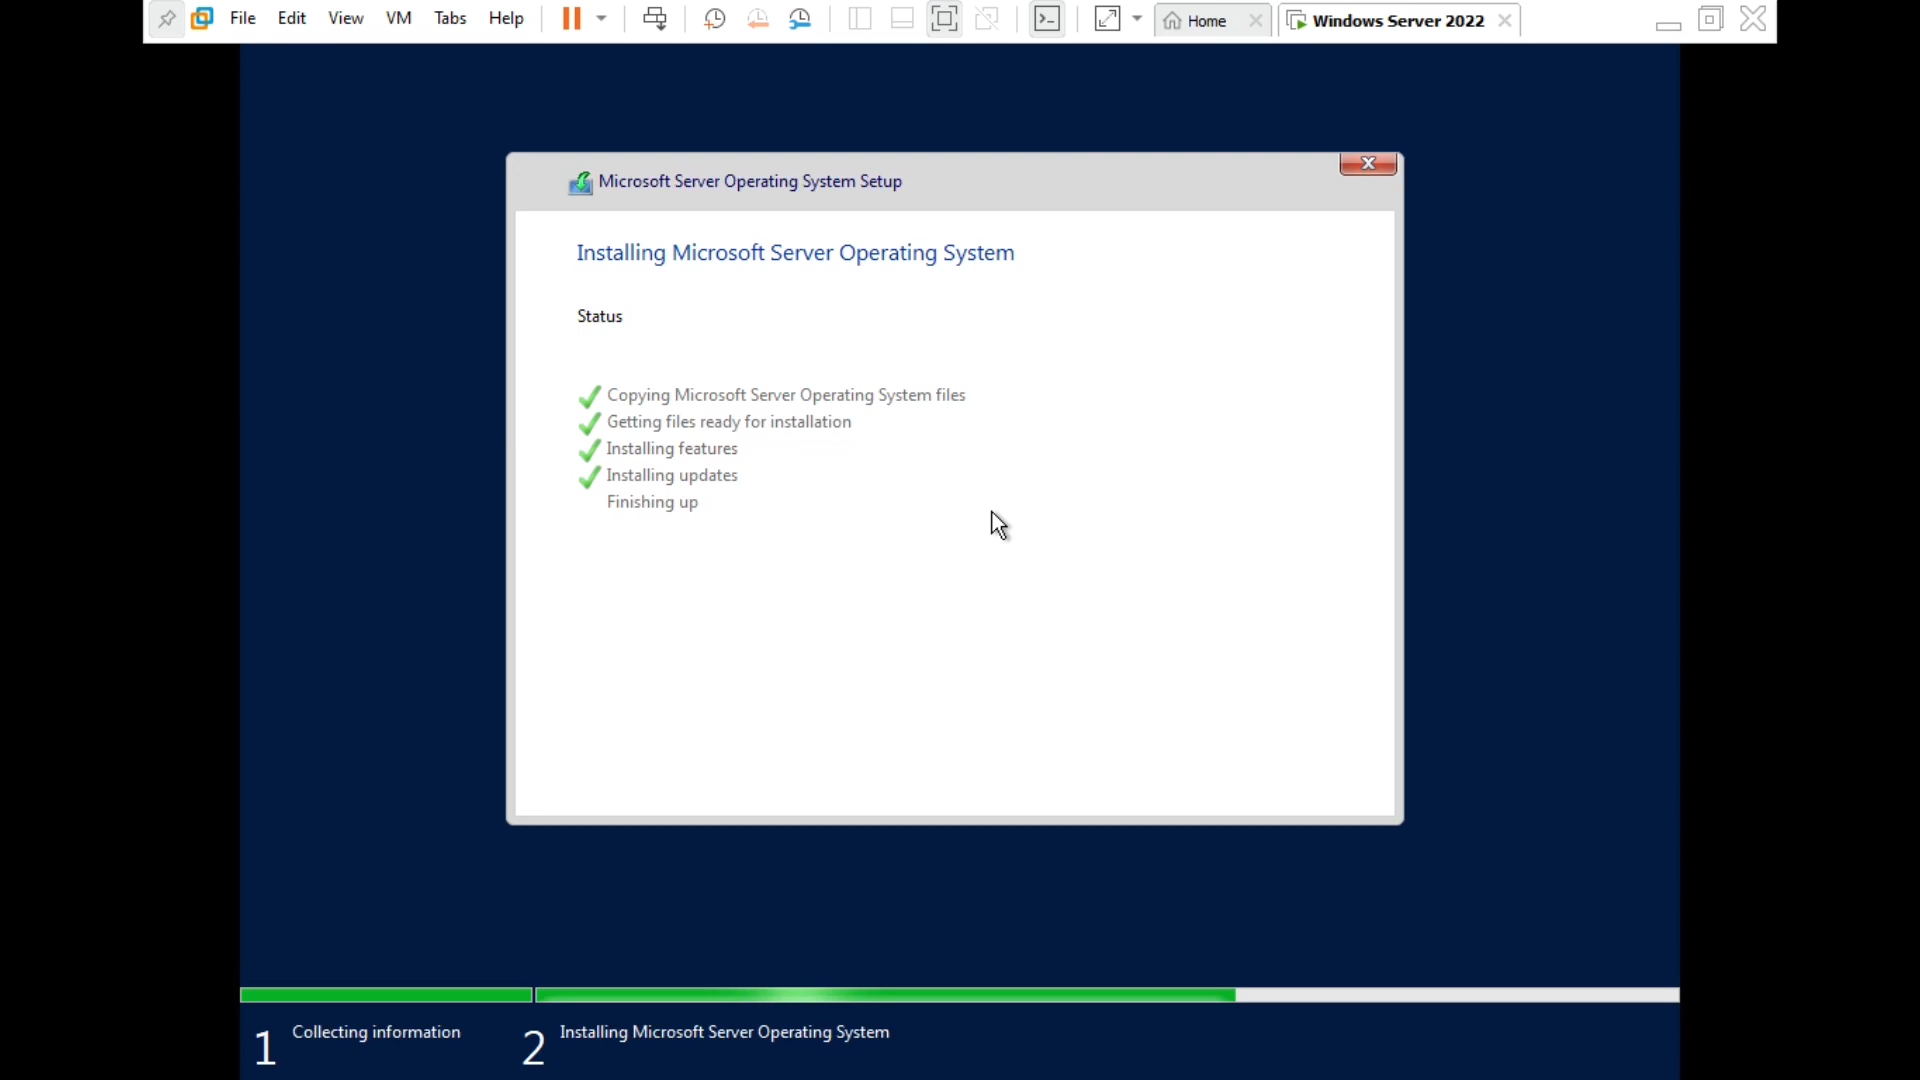 File Edit View VM Tabs Help Home Windows Server 2022
Microsoft Server Operating System Setup
Installing Microsoft Server Operating System
Status
Copying Microsoft Server Operating System files
Getting files ready for installation
Installing features
Installing updates
Finishing up
1 Collecting information 2 Installing Microsoft Server Operating System